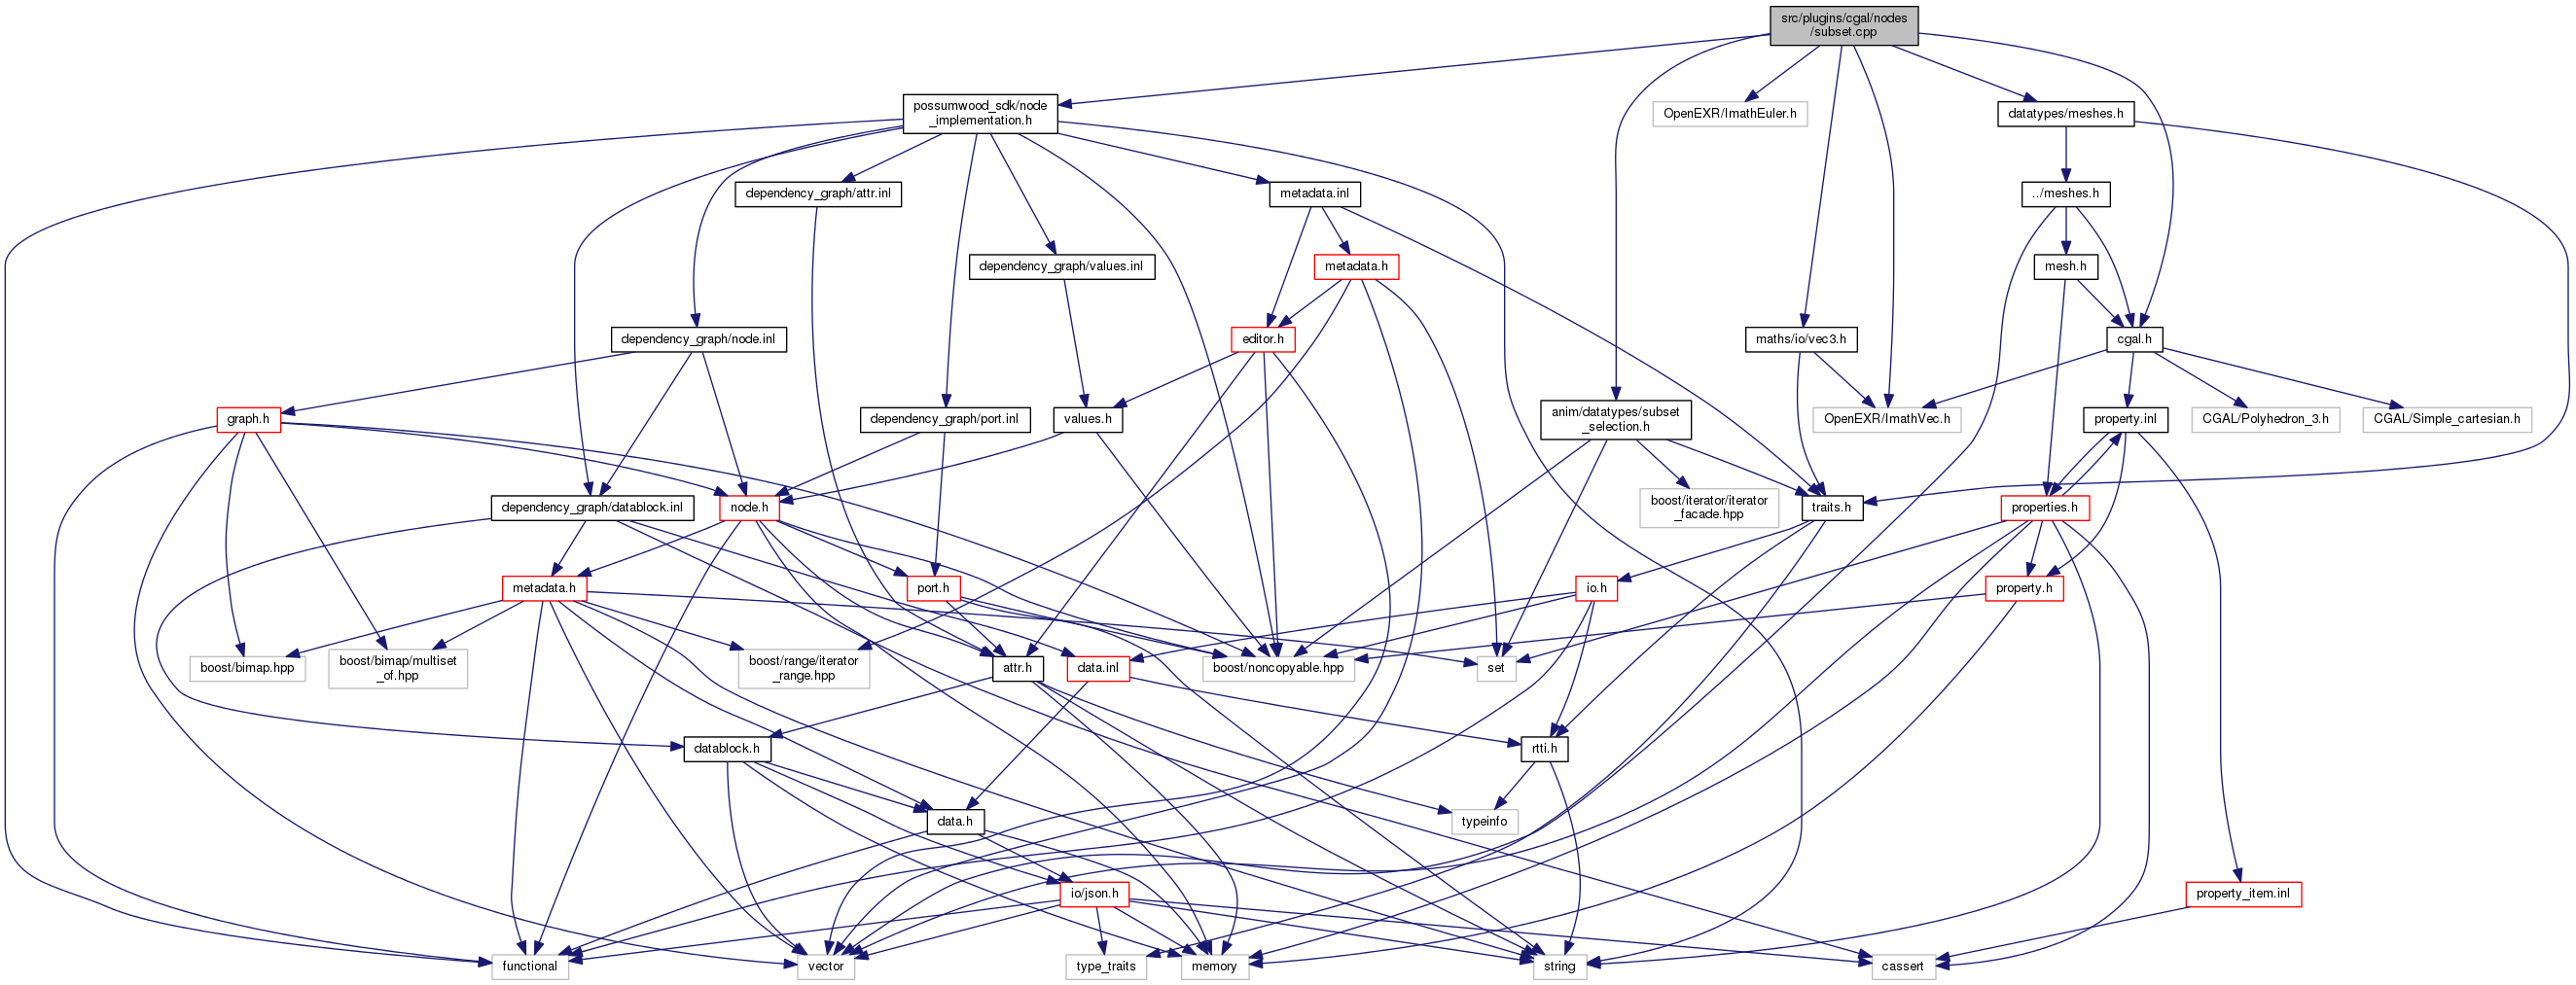 src/plugins/cgal/nodes
/subset.cpp
possumwood_sdk/node
_implementation.h
OpenEXR/ImathEuler.h
datatypes/meshes.h
dependency_graph/attr.inl
metadata.inl
../meshes.h
dependency_graph/values.inl
metadata.h
mesh.h
dependency_graph/node.inl
editor.h
maths/io/vec3.h
cgal.h
graph.h
dependency_graph/port.inl
values.h
anim/datatypes/subset
_selection.h
OpenEXR/ImathVec.h
property.inl
CGAL/Polyhedron_3.h
CGAL/Simple_cartesian.h
dependency_graph/datablock.inl
node.h
boost/iterator/iterator
_facade.hpp
traits.h
properties.h
metadata.h
port.h
io.h
property.h
boost/bimap.hpp
boost/bimap/multiset
_of.hpp
boost/range/iterator
_range.hpp
attr.h
data.inl
boost/noncopyable.hpp
set
datablock.h
rtti.h
data.h
typeinfo
io/json.h
property_item.inl
functional
vector
type_traits
memory
string
cassert